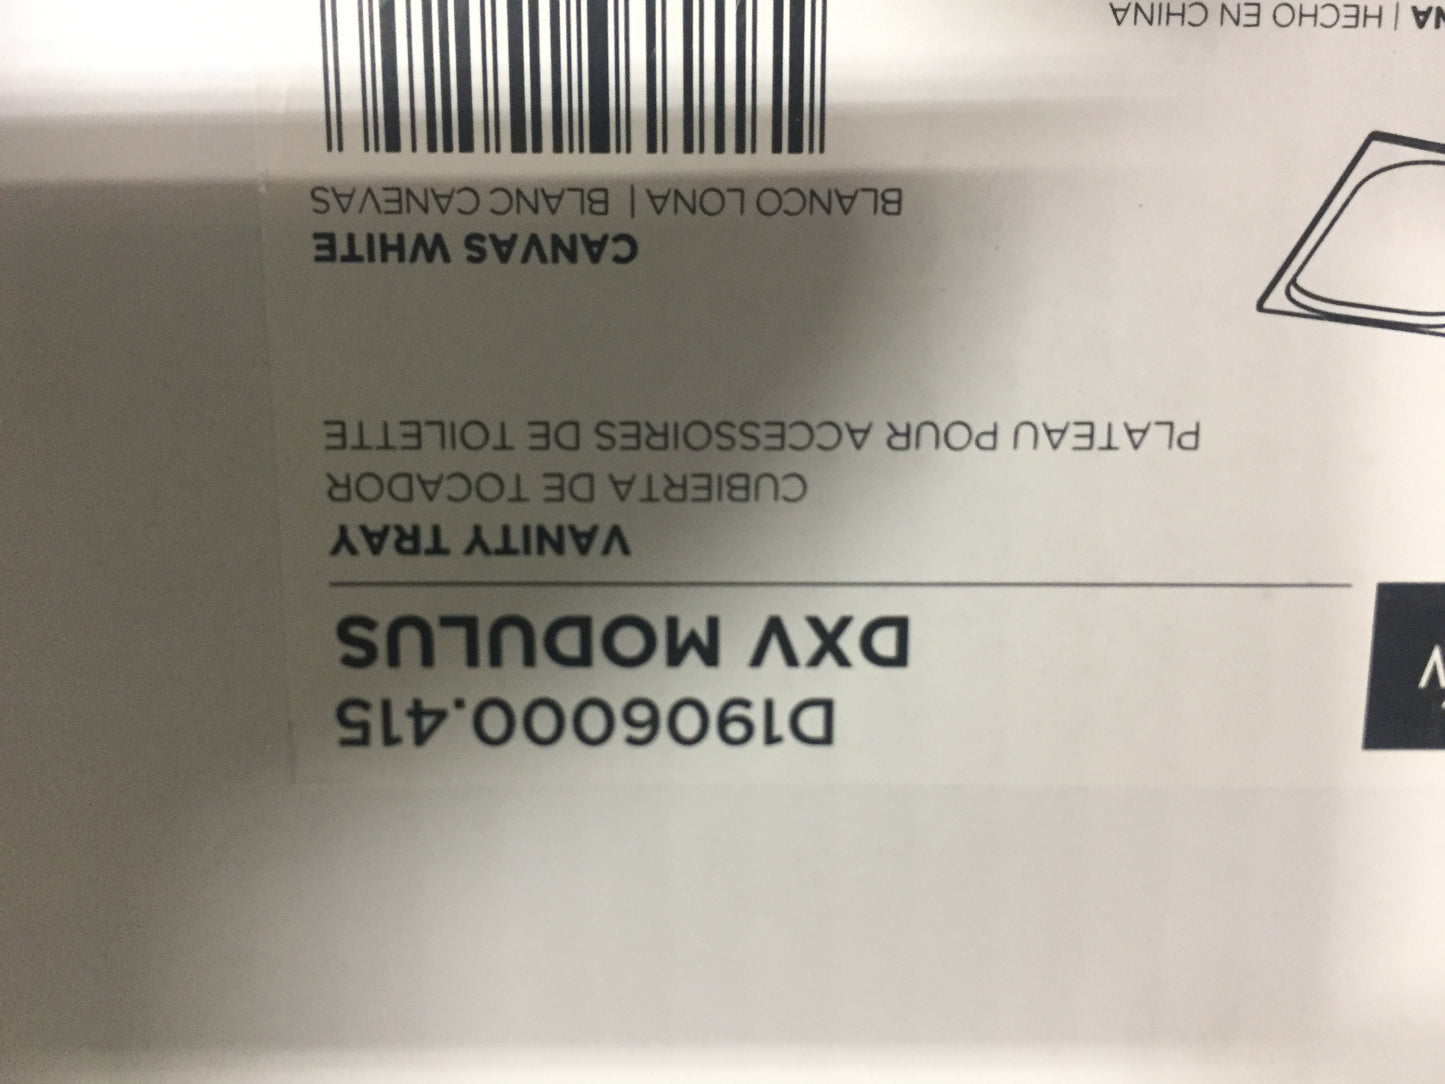 D1906000.415
DXV MODULUS
VANITY TRAY
CUBIERTA DE TOCADOR
PLATEAU POUR ACCESSOIRES DE TOILETTE
CANVAS WHITE
BLANCO LONA | BLANC CANEVAS
| HECHO EN CHINA